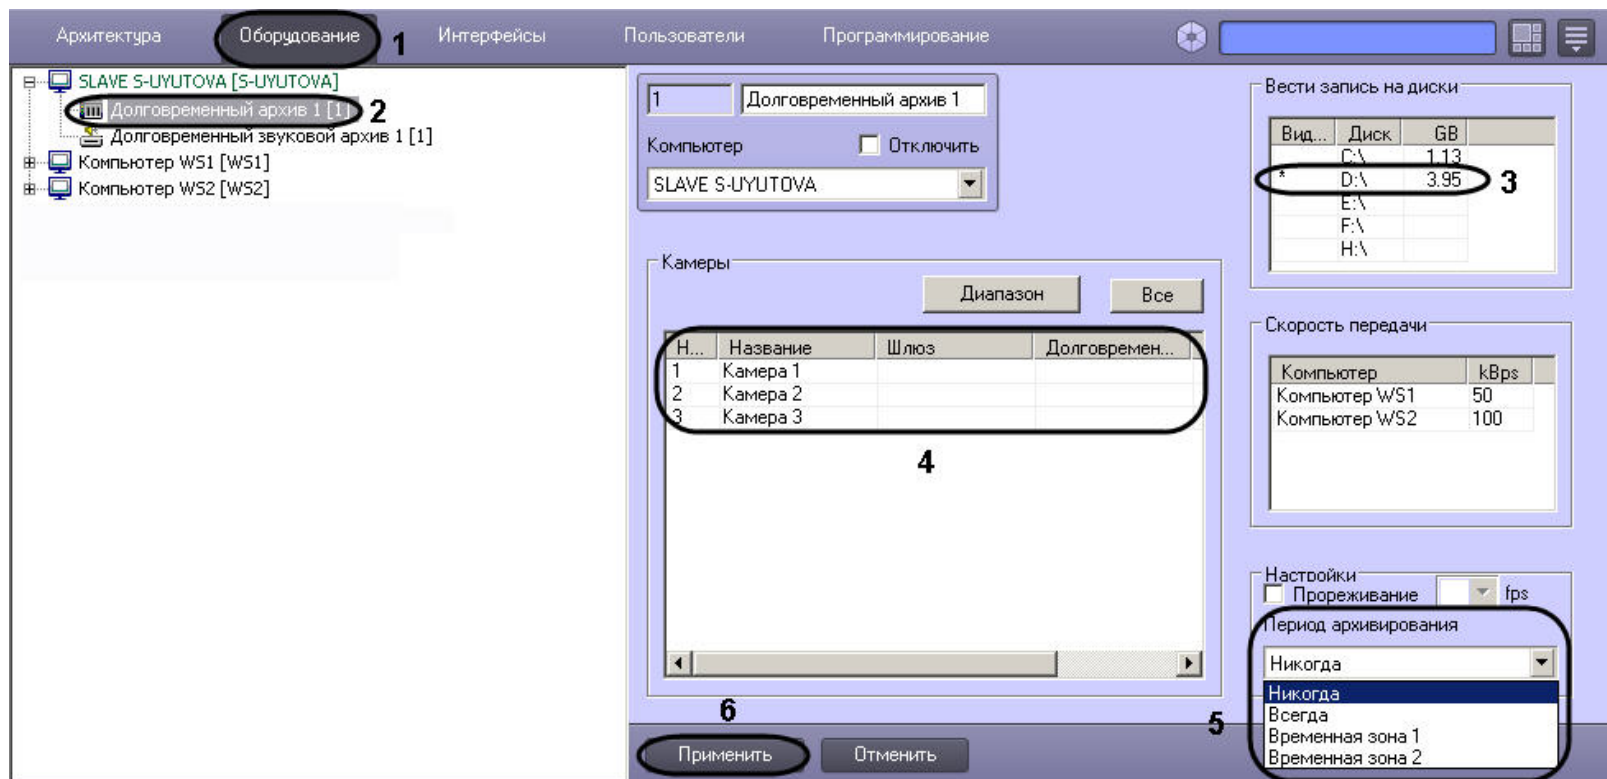 Архитектура Оборудование 1 Интерфейсы Пользователи Программирование
SLAVE S-UYUTOVA [S-UYUTOVA]
Долговременный архив 1 [1] 2
Долговременный звуковой архив 1 [1]
Компьютер WS1 [WS1]
Компьютер WS2 [WS2]
1 Долговременный архив 1
Компьютер Отключить
SLAVE S-UYUTOVA
Вести запись на диски
Вид... Диск GB
C:\ 1.13
* D:\ 3.95 3
E:\
F:\
H:\
Камеры
Диапазон Все
Н... Название Шлюз Долговремен...
1 Камера 1
2 Камера 2
3 Камера 3
4
Скорость передачи
Компьютер kBps
Компьютер WS1 50
Компьютер WS2 100
Настройки
Прореживание fps
Период архивирования
Никогда
Никогда
Всегда
Временная зона 1
Временная зона 2
5
6
Применить Отменить